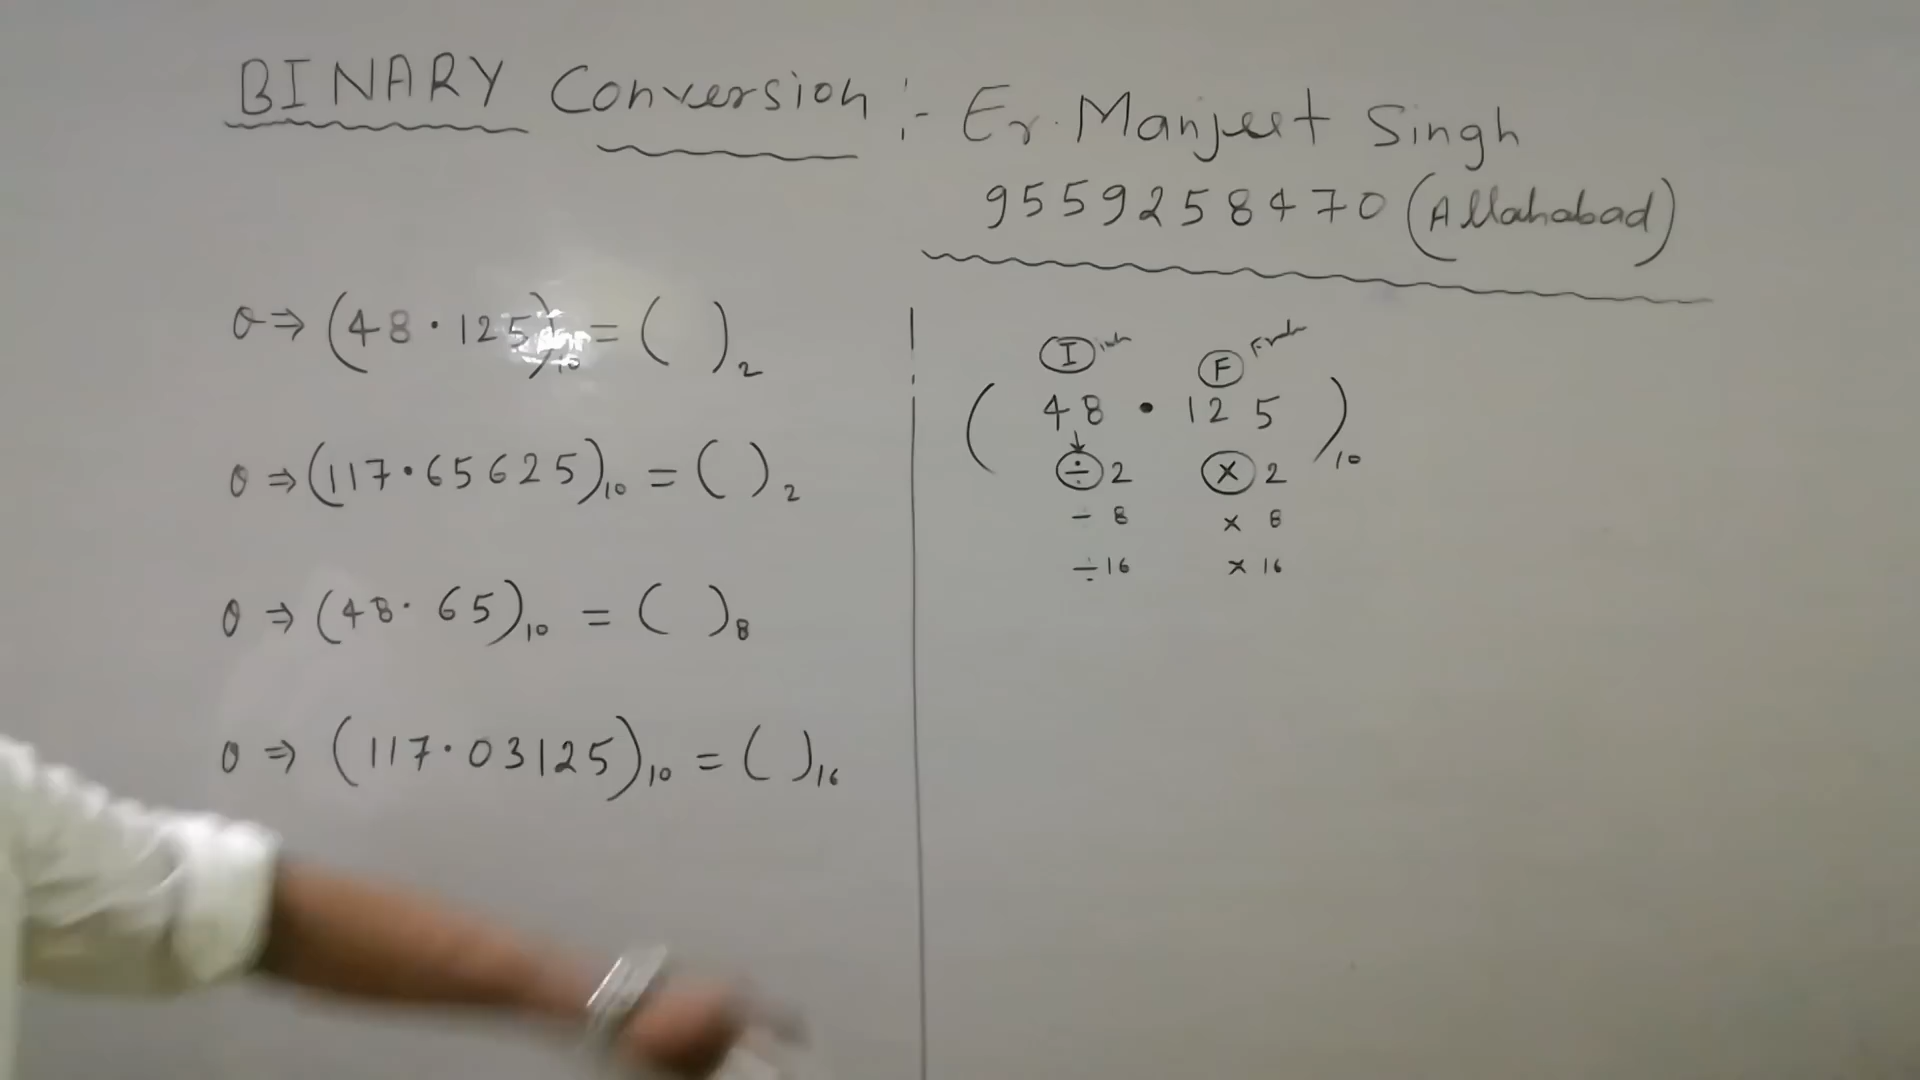 BINARY Conversion :- Er. Manjeet Singh
9559258470 (Allahabad)
Q ⇒ (48.125)₁₀ = ( )₂
Q ⇒ (117.65625)₁₀ = ( )₂
Q ⇒ (48.65)₁₀ = ( )₈
Q ⇒ (117.03125)₁₀ = ( )₁₆
I F
(48 . 125)₁₀
↓
÷ 2 × 2
− 8 × 8
÷ 16 × 16